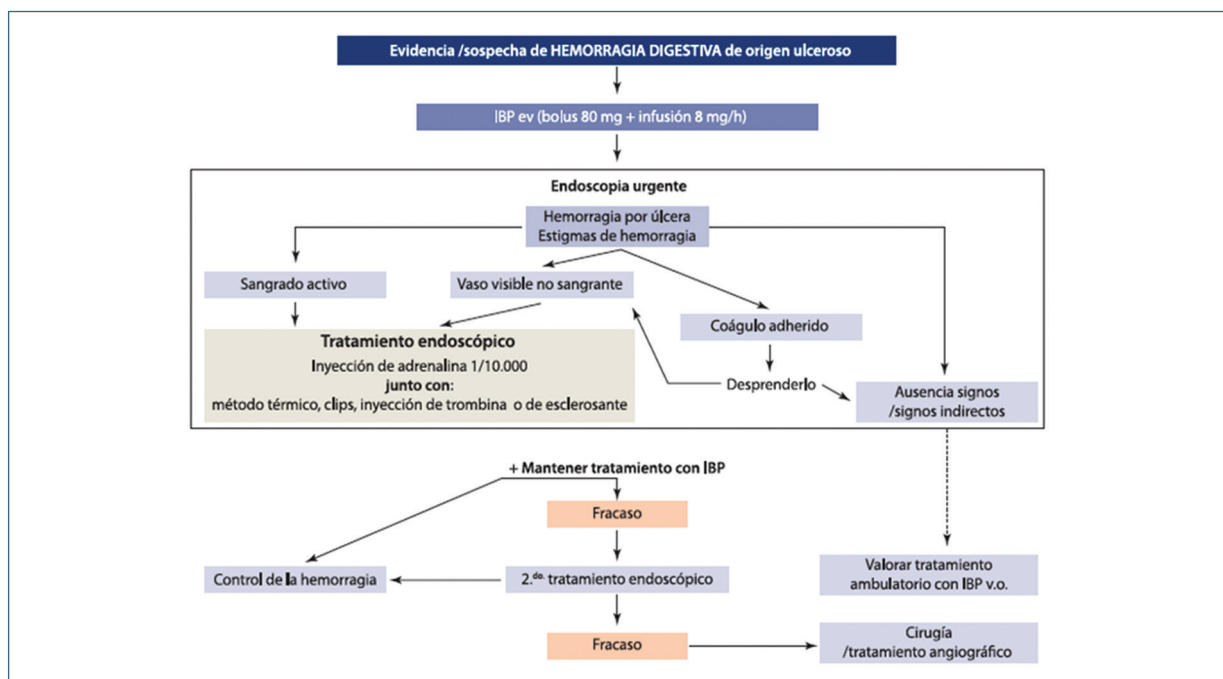 Evidencia /sospecha de HEMORRAGIA DIGESTIVA de origen ulceroso
IBP ev (bolus 80 mg + infusión 8 mg/h)
Endoscopia urgente
Hemorragia por úlcera
Estigmas de hemorragia
Sangrado activo
Vaso visible no sangrante
Coágulo adherido
Tratamiento endoscópico
Inyección de adrenalina 1/10.000
junto con:
método térmico, clips, inyección de trombina o de esclerosante
Desprenderlo
Ausencia signos
/signos indirectos
+ Mantener tratamiento con IBP
Fracaso
Control de la hemorragia
2.do. tratamiento endoscópico
Valorar tratamiento
ambulatorio con IBP v.o.
Fracaso
Cirugía
/tratamiento angiográfico